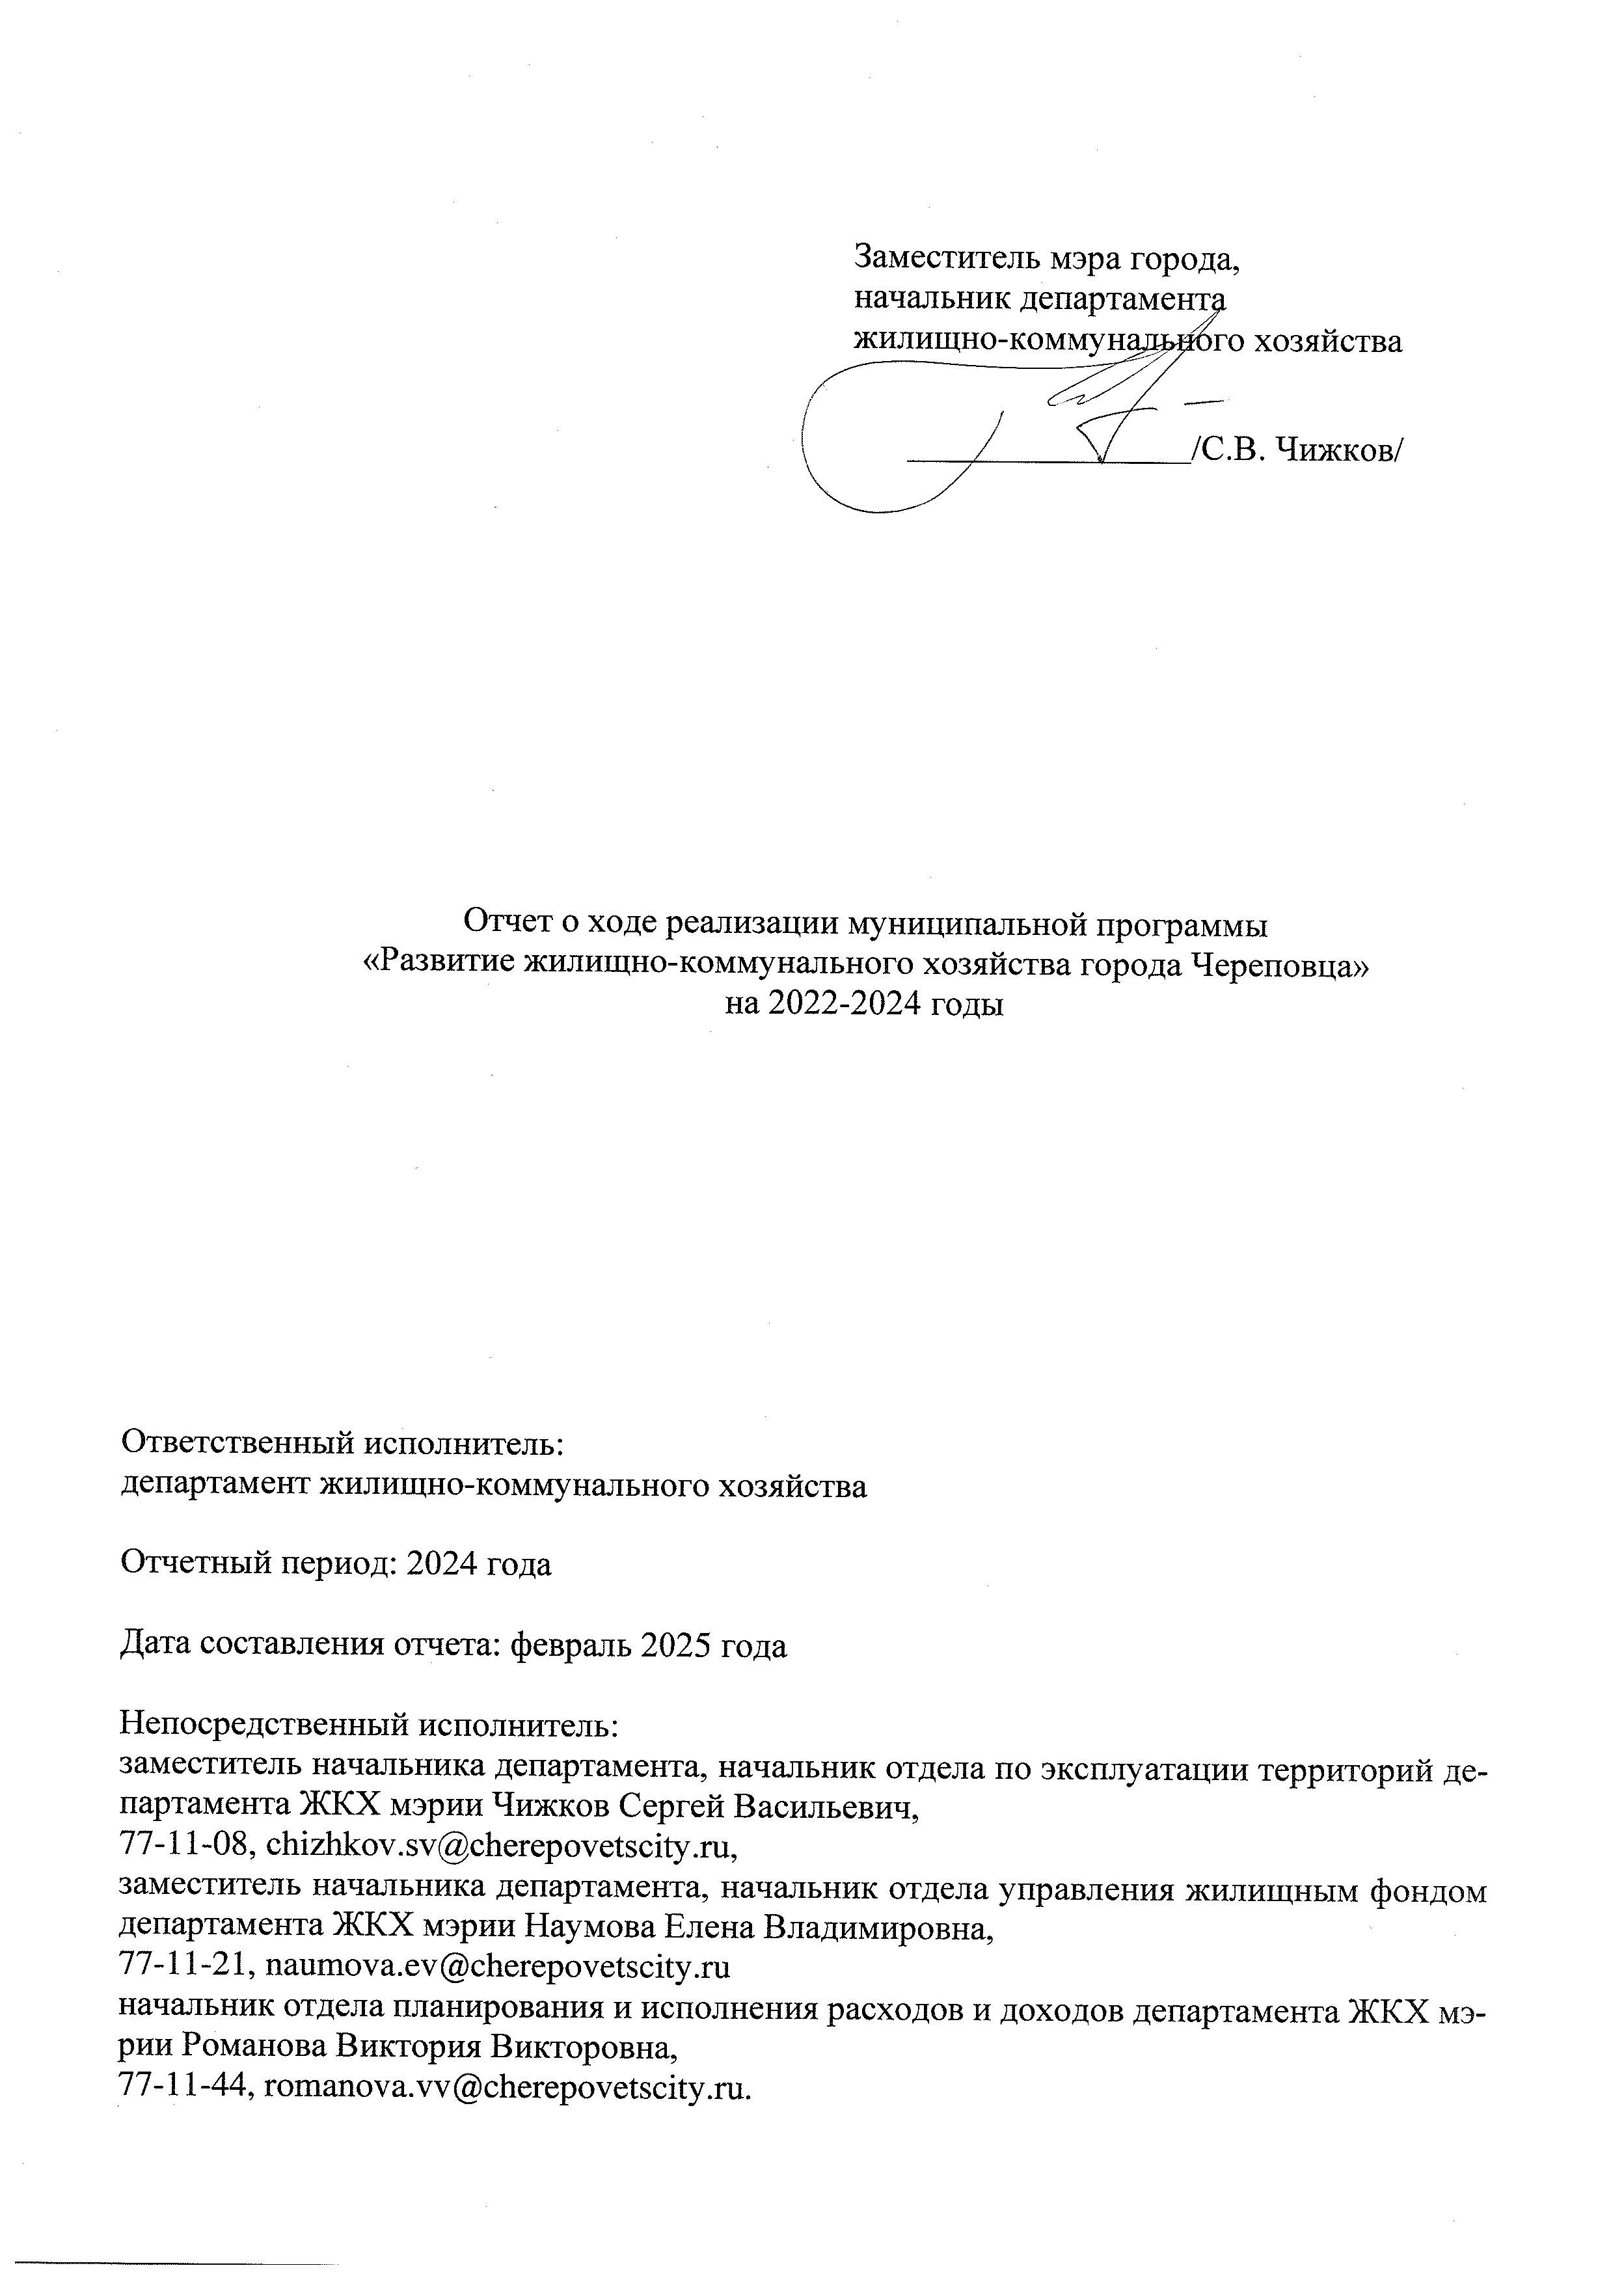 Заместитель мэра города,
начальник департамента
жилищно-коммунального хозяйства
/С.В. Чижков/
Отчет о ходе реализации муниципальной программы
«Развитие жилищно-коммунального хозяйства города Череповца»
на 2022-2024 годы
Ответственный исполнитель:
департамент жилищно-коммунального хозяйства
Отчетный период: 2024 года
Дата составления отчета: февраль 2025 года
Непосредственный исполнитель:
заместитель начальника департамента, начальник отдела по эксплуатации территорий де-
партамента ЖКХ мэрии Чижков Сергей Васильевич,
77-11-08, chizhkov.sv@cherepovetscity.ru,
заместитель начальника департамента, начальник отдела управления жилищным фондом
департамента ЖКХ мэрии Наумова Елена Владимировна,
77-11-21, naumova.ev@cherepovetscity.ru
начальник отдела планирования и исполнения расходов и доходов департамента ЖКХ мэ-
рии Романова Виктория Викторовна,
77-11-44, romanova.vv@cherepovetscity.ru.